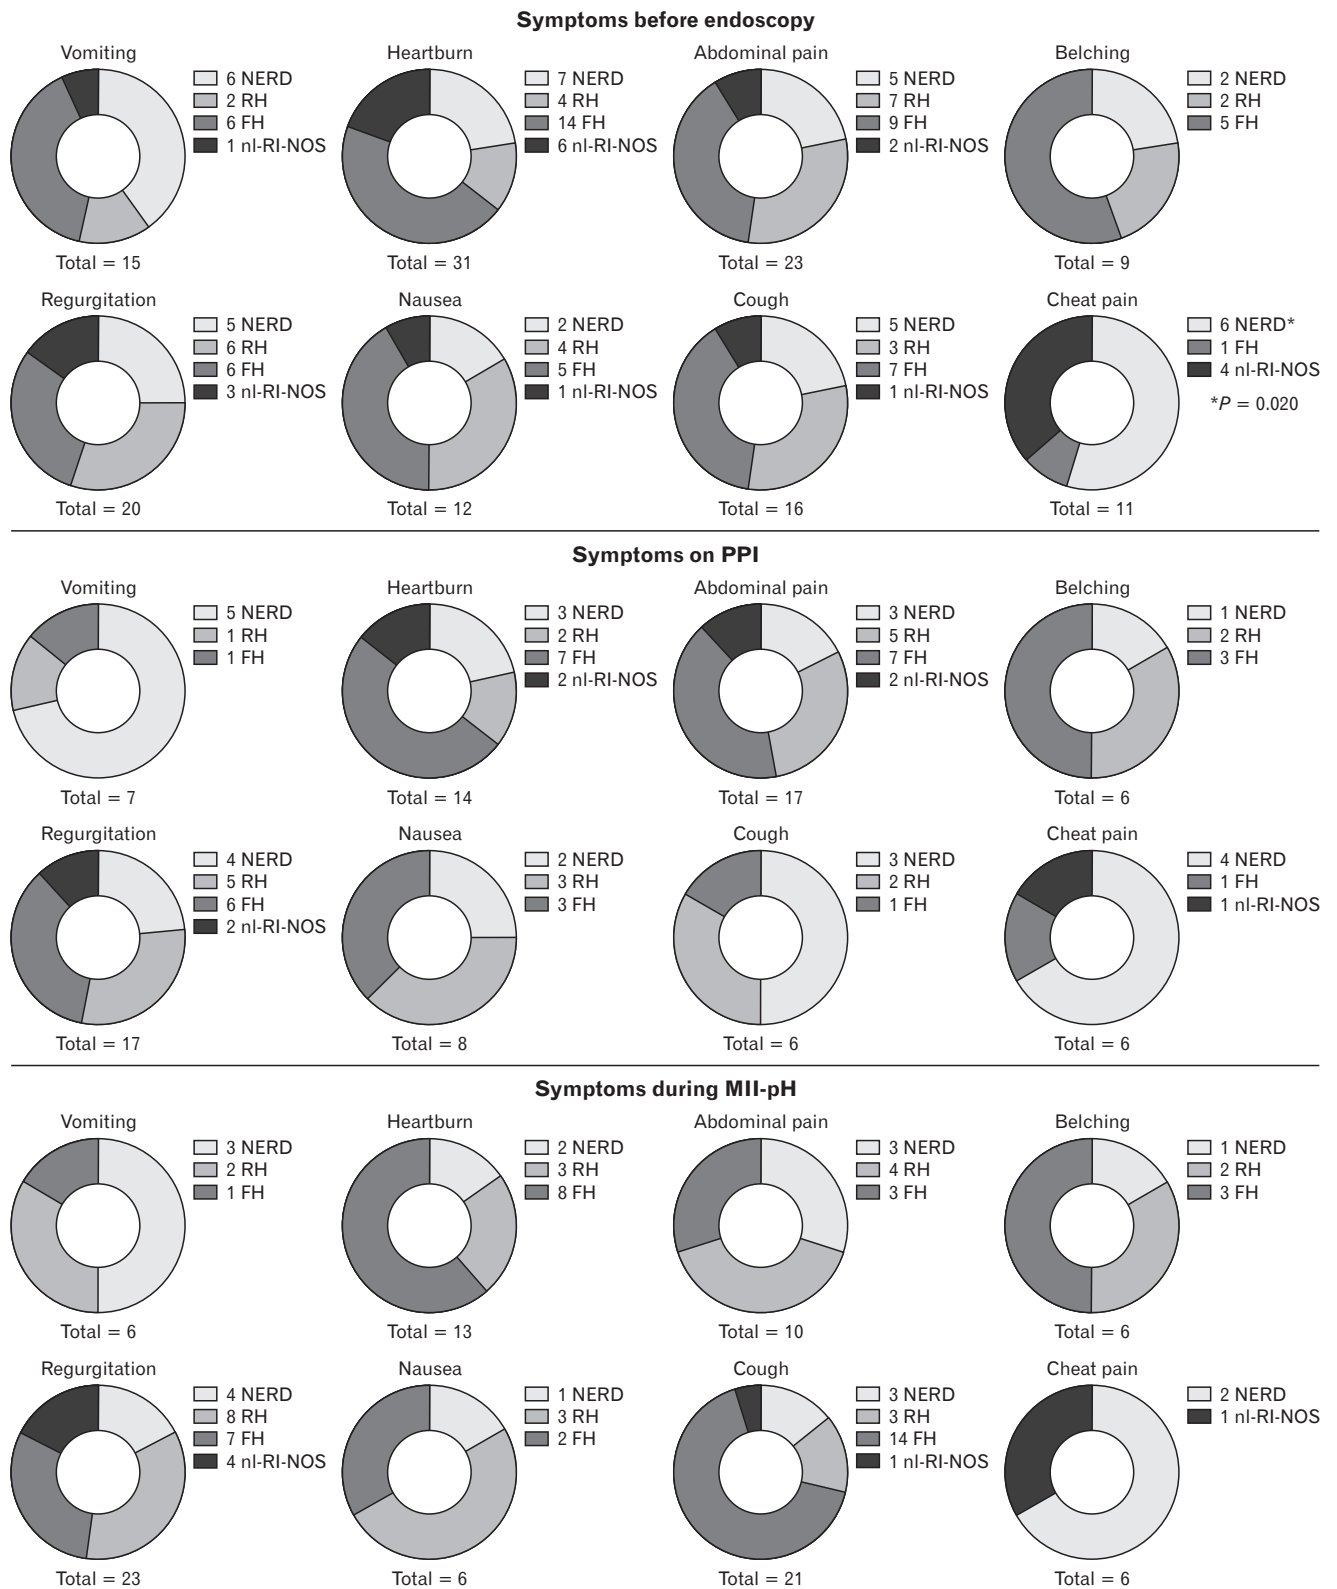 Symptoms before endoscopy
Vomiting
6 NERD
2 RH
6 FH
1 nl-RI-NOS
Total = 15
Heartburn
7 NERD
4 RH
14 FH
6 nl-RI-NOS
Total = 31
Abdominal pain
5 NERD
7 RH
9 FH
2 nl-RI-NOS
Total = 23
Belching
2 NERD
2 RH
5 FH
Total = 9
Regurgitation
5 NERD
6 RH
6 FH
3 nl-RI-NOS
Total = 20
Nausea
2 NERD
4 RH
5 FH
1 nl-RI-NOS
Total = 12
Cough
5 NERD
3 RH
7 FH
1 nl-RI-NOS
Total = 16
Cheat pain
6 NERD*
1 FH
4 nl-RI-NOS
*P = 0.020
Total = 11
Symptoms on PPI
Vomiting
5 NERD
1 RH
1 FH
Total = 7
Heartburn
3 NERD
2 RH
7 FH
2 nl-RI-NOS
Total = 14
Abdominal pain
3 NERD
5 RH
7 FH
2 nl-RI-NOS
Total = 17
Belching
1 NERD
2 RH
3 FH
Total = 6
Regurgitation
4 NERD
5 RH
6 FH
2 nl-RI-NOS
Total = 17
Nausea
2 NERD
3 RH
3 FH
Total = 8
Cough
3 NERD
2 RH
1 FH
Total = 6
Cheat pain
4 NERD
1 FH
1 nl-RI-NOS
Total = 6
Symptoms during MII-pH
Vomiting
3 NERD
2 RH
1 FH
Total = 6
Heartburn
2 NERD
3 RH
8 FH
Total = 13
Abdominal pain
3 NERD
4 RH
3 FH
Total = 10
Belching
1 NERD
2 RH
3 FH
Total = 6
Regurgitation
4 NERD
8 RH
7 FH
4 nl-RI-NOS
Total = 23
Nausea
1 NERD
3 RH
2 FH
Total = 6
Cough
3 NERD
3 RH
14 FH
1 nl-RI-NOS
Total = 21
Cheat pain
2 NERD
1 nl-RI-NOS
Total = 6